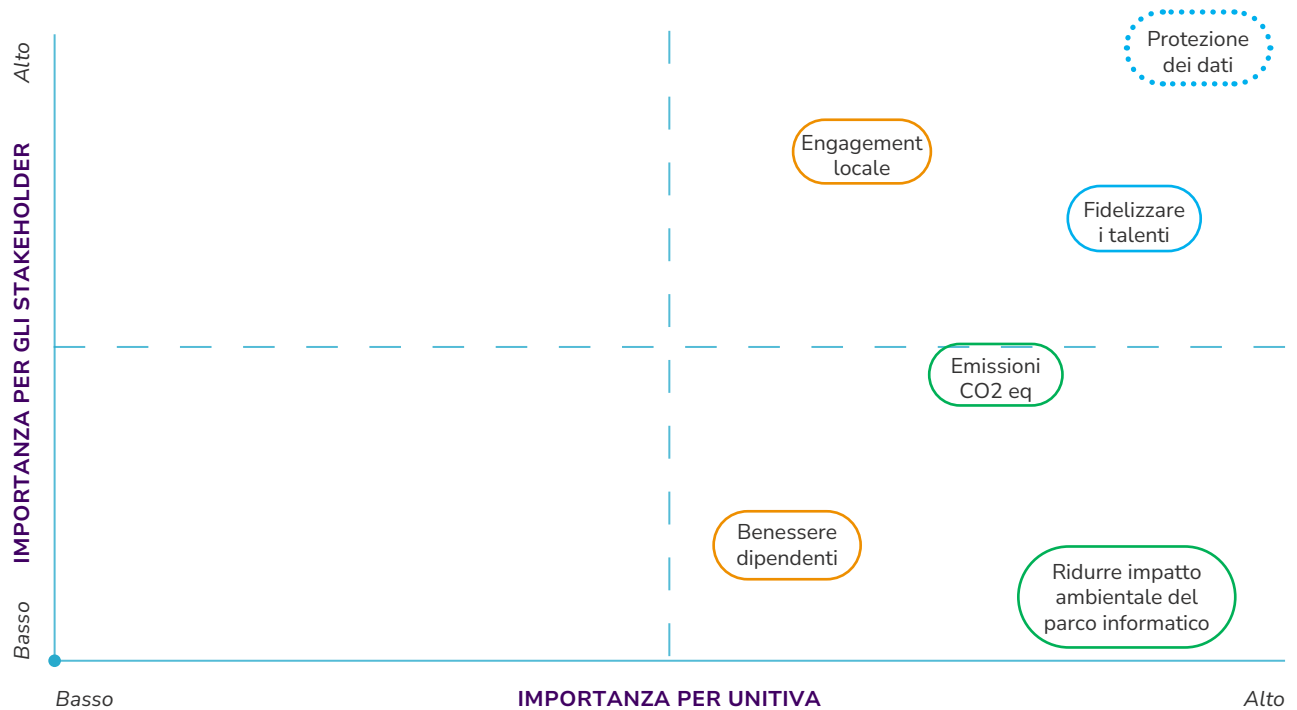 Alto
IMPORTANZA PER GLI STAKEHOLDER
Basso
Protezione
dei dati
Engagement
locale
Fidelizzare
i talenti
Emissioni
CO2 eq
Benessere
dipendenti
Ridurre impatto
ambientale del
parco informatico
Basso
IMPORTANZA PER UNITIVA
Alto